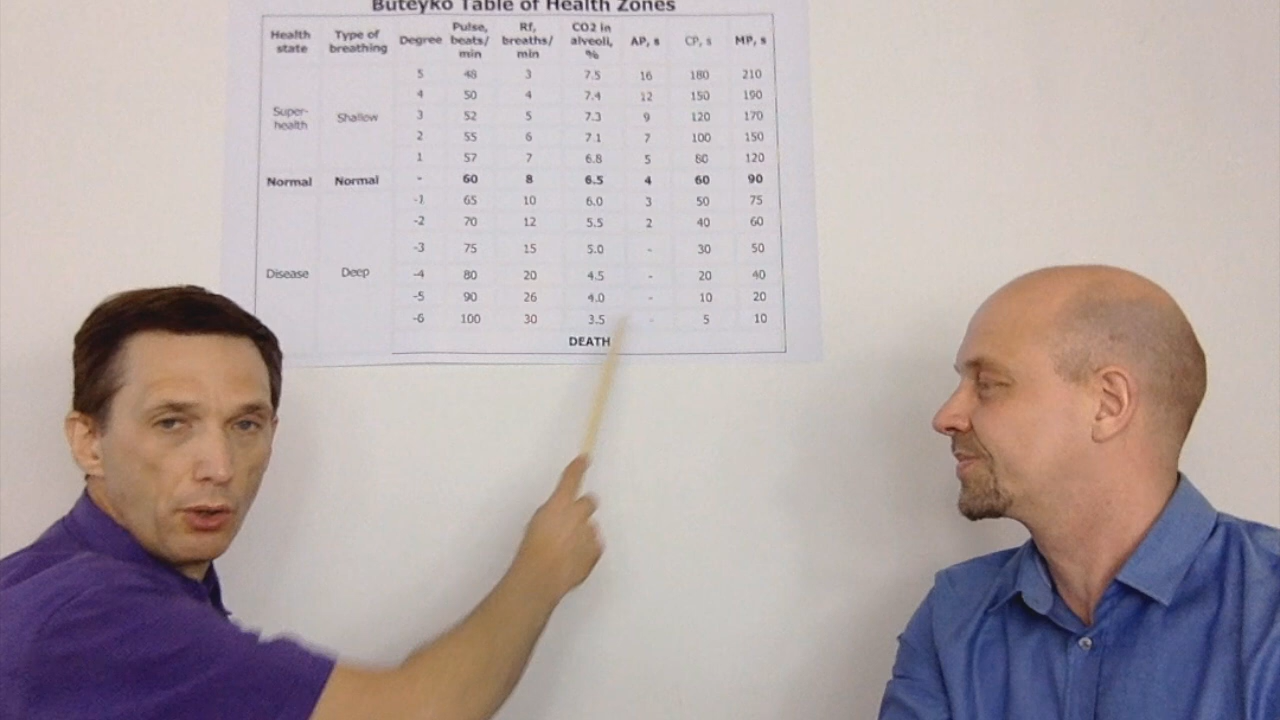 Buteyko Table of Health Zones
Health state Type of breathing Degree Pulse, beats/ min Rf, breaths/ min CO2 in alveoli, % AP, s CP, s MP, s
5 48 3 7.5 16 180 210
4 50 4 7.4 12 150 190
Super- health Shallow 3 52 5 7.3 9 120 170
2 55 6 7.1 7 100 150
1 57 7 6.8 5 80 120
Normal Normal - 60 8 6.5 4 60 90
-1 65 10 6.0 3 50 75
-2 70 12 5.5 2 40 60
-3 75 15 5.0 - 30 50
Disease Deep -4 80 20 4.5 - 20 40
-5 90 26 4.0 - 10 20
-6 100 30 3.5 - 5 10
DEATH